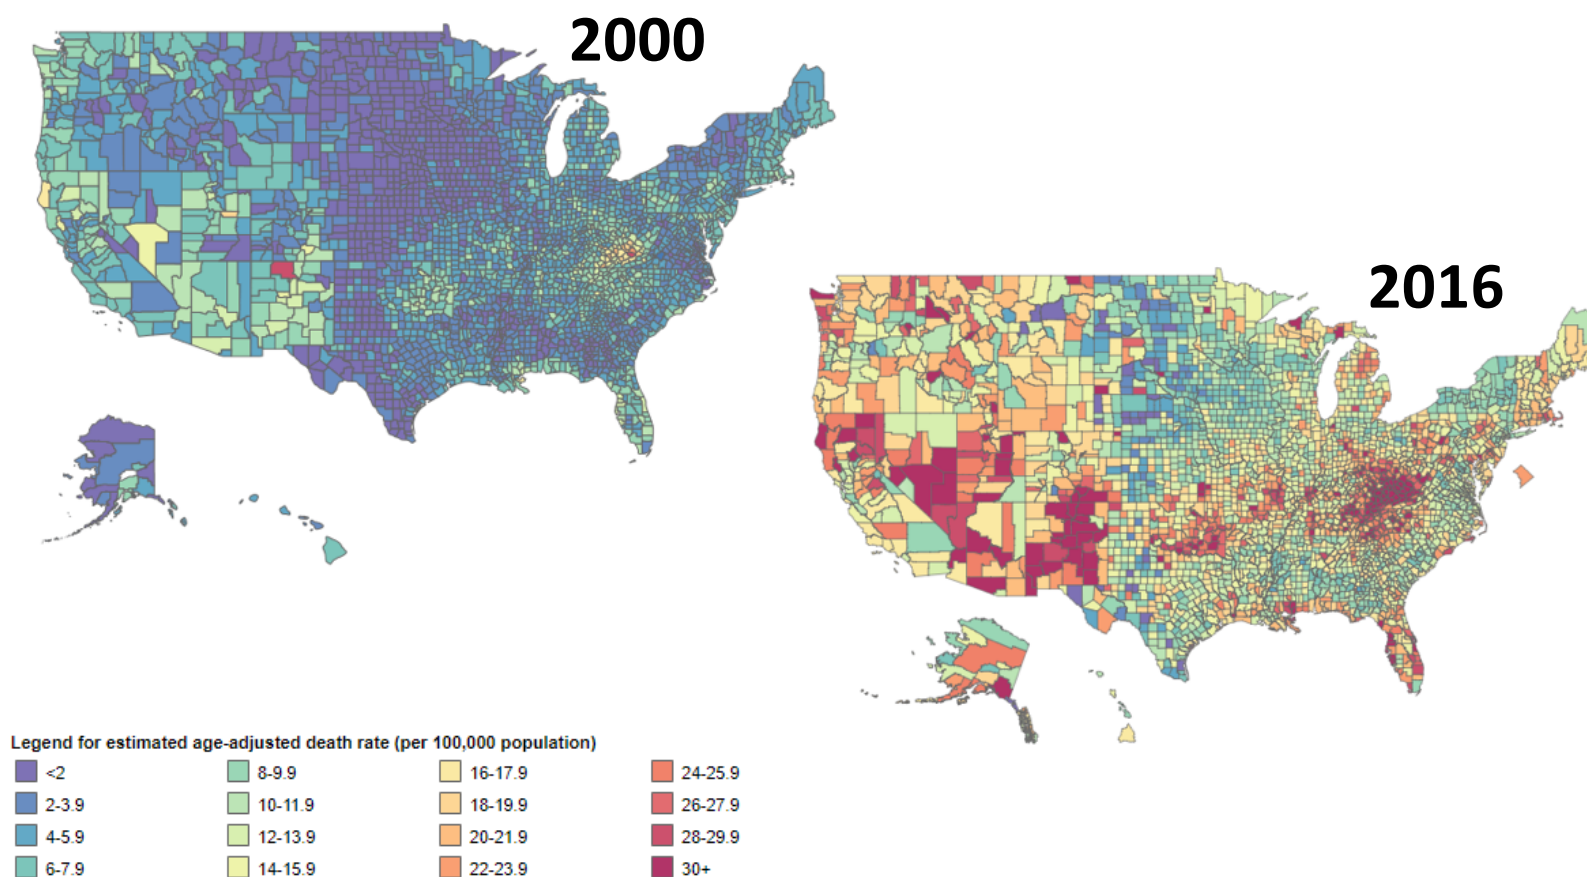 2000
2016
Legend for estimated age-adjusted death rate (per 100,000 population)
<2 8-9.9 16-17.9 24-25.9
2-3.9 10-11.9 18-19.9 26-27.9
4-5.9 12-13.9 20-21.9 28-29.9
6-7.9 14-15.9 22-23.9 30+